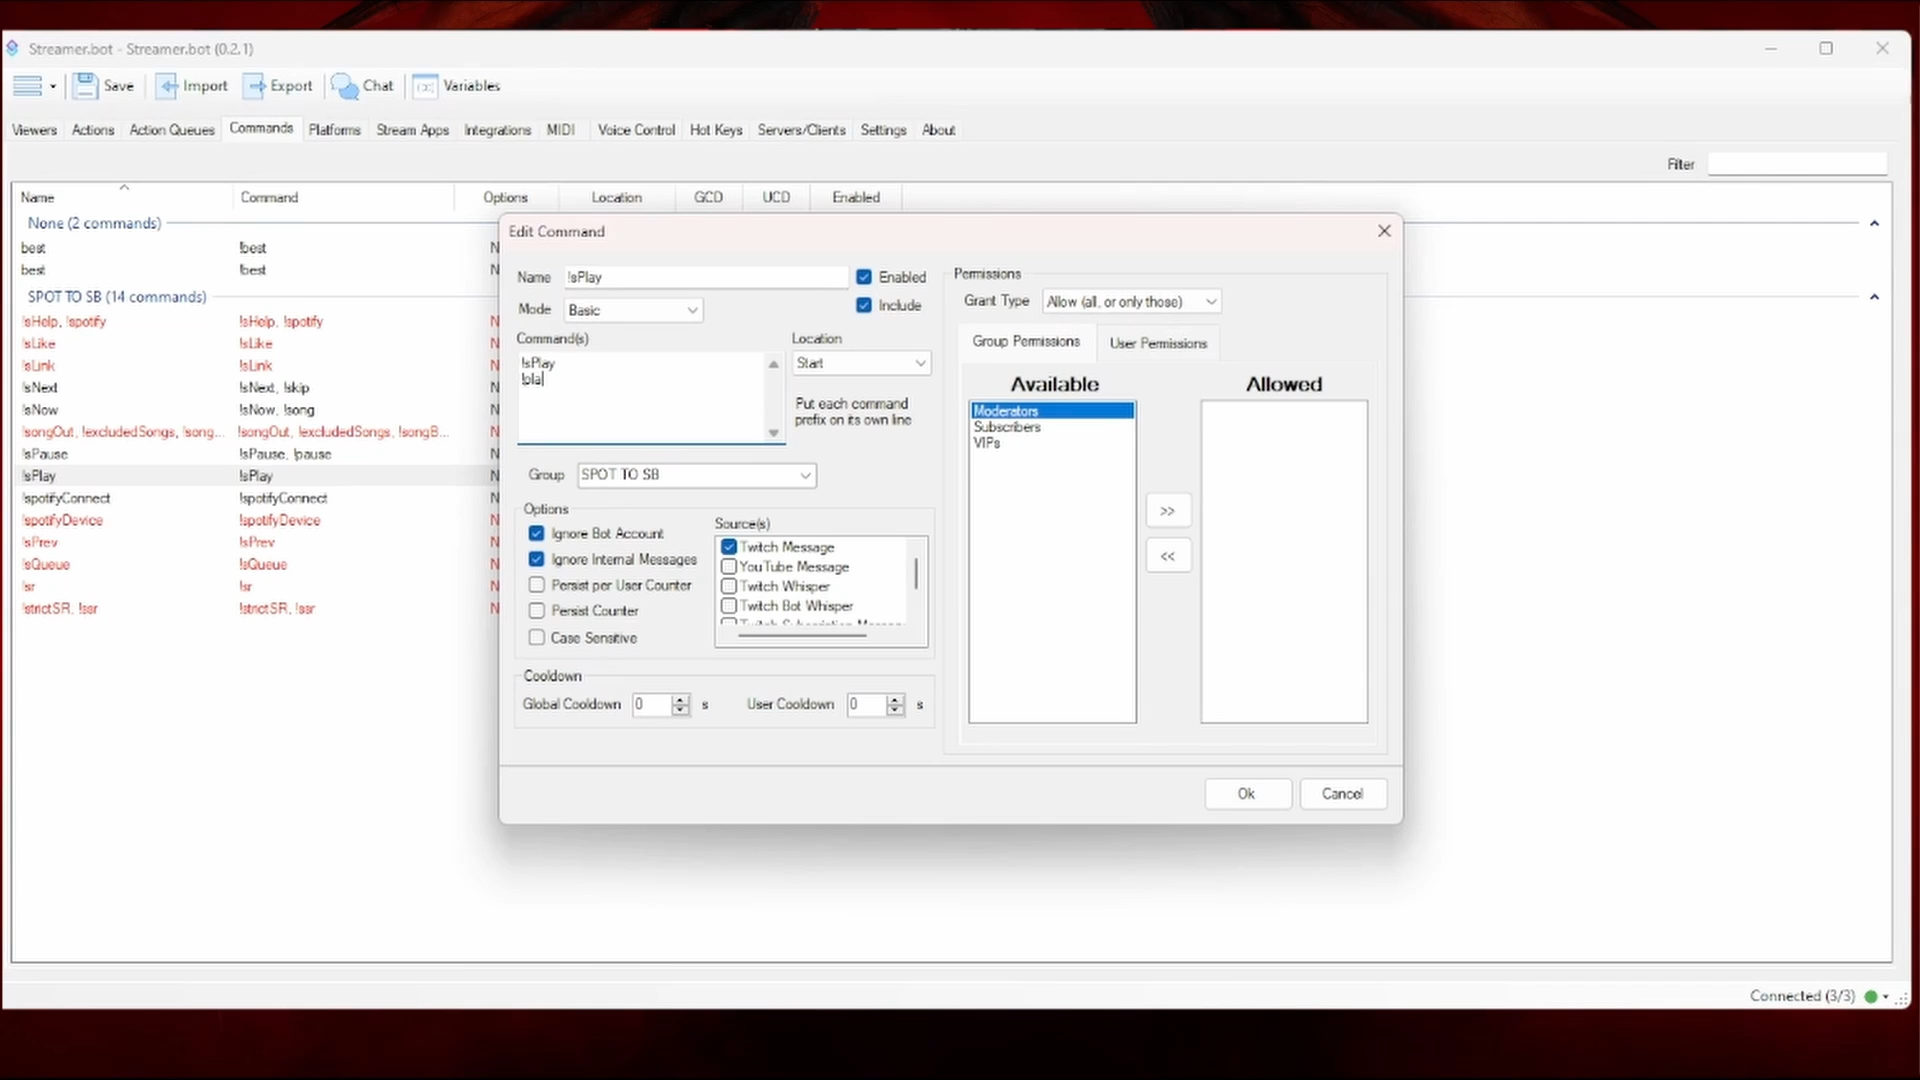 Streamer.bot - Streamer.bot (0.2.1)
Save Import Export Chat Variables
Viewers Actions Action Queues Commands Platforms Stream Apps Integrations MIDI Voice Control Hot Keys Servers/Clients Settings About
Filter
Name Command Options Location GCD UCD Enabled
None (2 commands)
best !best N
best !best N
SPOT TO SB (14 commands)
!sHelp, !spotify !sHelp, !spotify N
!sLike !sLike N
!sLink !sLink N
!sNext !sNext, !skip N
!sNow !sNow, !song N
!songOut, !excludedSongs, !song... !songOut, !excludedSongs, !songB... N
!sPause !sPause, !pause N
!sPlay !sPlay N
!spotifyConnect !spotifyConnect N
!spotifyDevice !spotifyDevice N
!sPrev !sPrev N
!sQueue !sQueue N
!sr !sr N
!strictSR, !ssr !strictSR, !ssr N
Edit Command
Name !sPlay Enabled
Mode Basic Include
Command(s) Location
!sPlay
!pla
Start
Put each command
prefix on its own line
Group SPOT TO SB
Options
Ignore Bot Account
Ignore Internal Messages
Persist per User Counter
Persist Counter
Case Sensitive
Source(s)
Twitch Message
YouTube Message
Twitch Whisper
Twitch Bot Whisper
Cooldown
Global Cooldown 0 s User Cooldown 0 s
Permissions
Grant Type Allow (all, or only those)
Group Permissions User Permissions
Available Allowed
Moderators
Subscribers
VIPs
>>
<<
Ok Cancel
Connected (3/3)